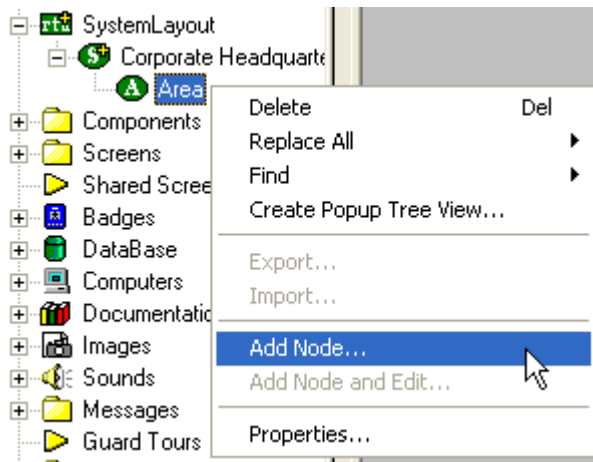 rtu SystemLayout
S Corporate Headquarte
A Area
Components
Screens
Shared Scree
Badges
DataBase
Computers
Documentatic
Images
Sounds
Messages
Guard Tours
Delete Del
Replace All
Find
Create Popup Tree View...
Export...
Import...
Add Node...
Add Node and Edit...
Properties...